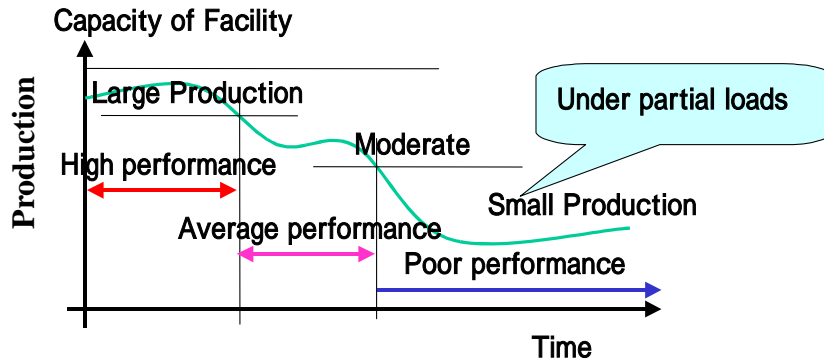 Capacity of Facility
Production
Large Production
Under partial loads
Moderate
High performance
Small Production
Average performance
Poor performance
Time